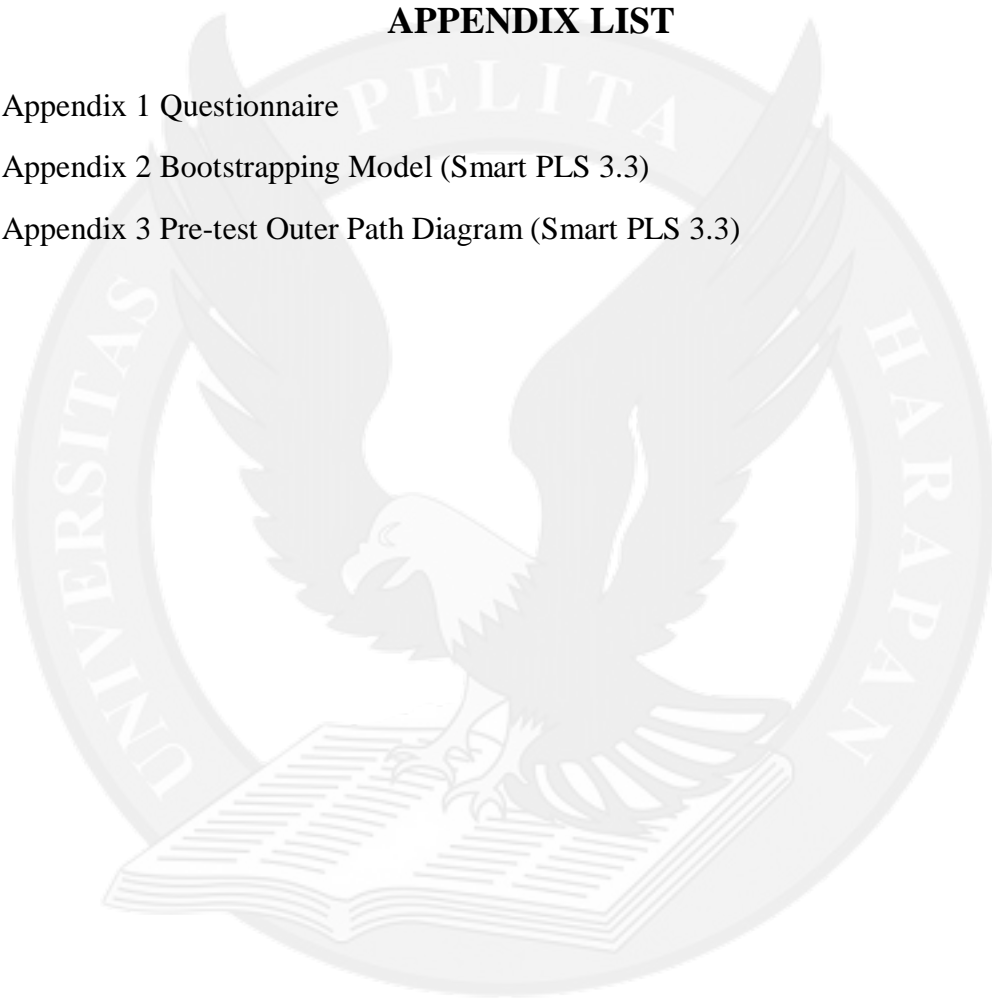 APPENDIX LIST
Appendix 1 Questionnaire
Appendix 2 Bootstrapping Model (Smart PLS 3.3)
Appendix 3 Pre-test Outer Path Diagram (Smart PLS 3.3)
UNIVERSITAS PELITA HARAPAN